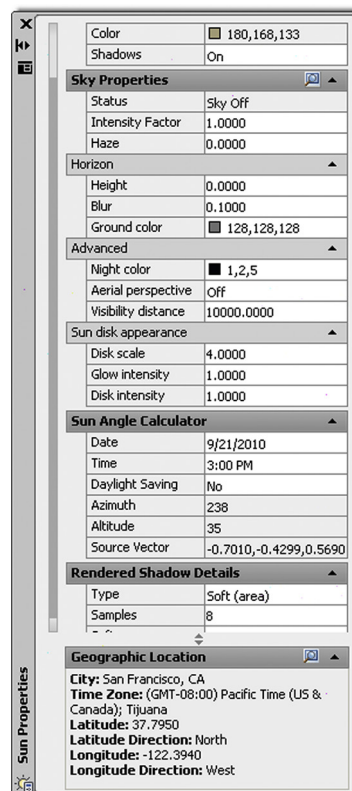 Color 180,168,133
Shadows On
Sky Properties
Status Sky Off
Intensity Factor 1.0000
Haze 0.0000
Horizon
Height 0.0000
Blur 0.1000
Ground color 128,128,128
Advanced
Night color 1,2,5
Aerial perspective Off
Visibility distance 10000.0000
Sun disk appearance
Disk scale 4.0000
Glow intensity 1.0000
Disk intensity 1.0000
Sun Angle Calculator
Date 9/21/2010
Time 3:00 PM
Daylight Saving No
Azimuth 238
Altitude 35
Source Vector -0.7010,-0.4299,0.5690
Rendered Shadow Details
Type Soft (area)
Samples 8
Geographic Location
City: San Francisco, CA
Time Zone: (GMT-08:00) Pacific Time (US &
Canada); Tijuana
Latitude: 37.7950
Latitude Direction: North
Longitude: -122.3940
Longitude Direction: West
Sun Properties